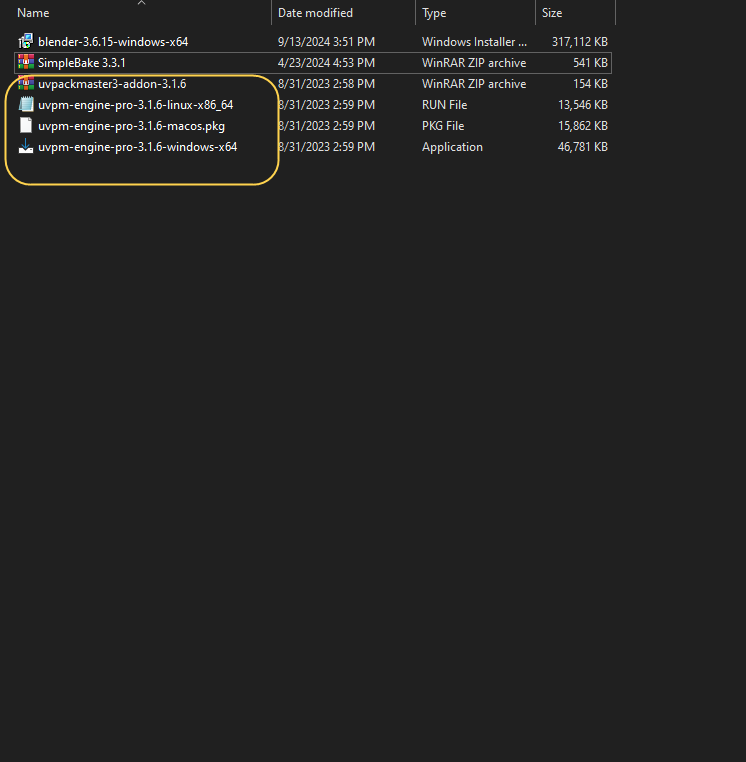 Name Date modified Type Size
blender-3.6.15-windows-x64 9/13/2024 3:51 PM Windows Installer ... 317,112 KB
SimpleBake 3.3.1 4/23/2024 4:53 PM WinRAR ZIP archive 541 KB
uvpackmaster3-addon-3.1.6 8/31/2023 2:58 PM WinRAR ZIP archive 154 KB
uvpm-engine-pro-3.1.6-linux-x86_64 8/31/2023 2:59 PM RUN File 13,546 KB
uvpm-engine-pro-3.1.6-macos.pkg 8/31/2023 2:59 PM PKG File 15,862 KB
uvpm-engine-pro-3.1.6-windows-x64 8/31/2023 2:59 PM Application 46,781 KB